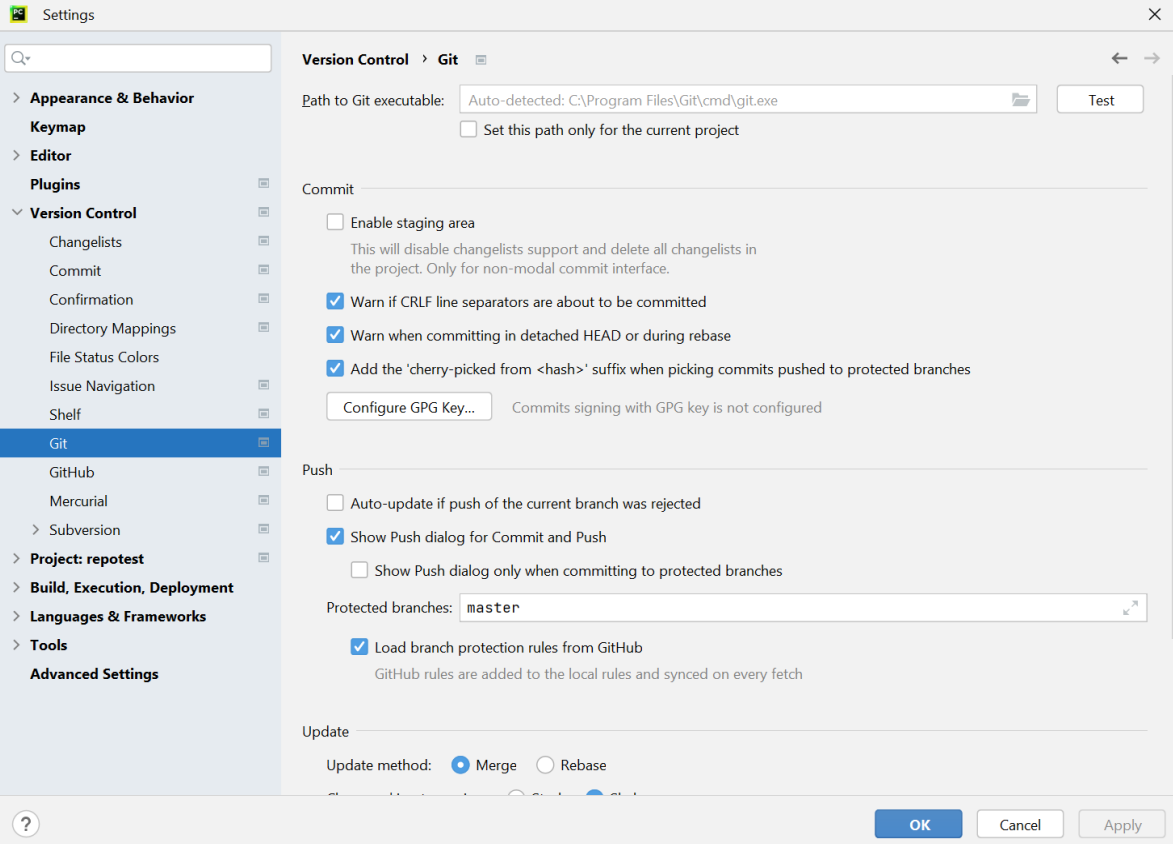 PC
Settings
Appearance & Behavior
Keymap
Editor
Plugins
Version Control
Changelists
Commit
Confirmation
Directory Mappings
File Status Colors
Issue Navigation
Shelf
Git
GitHub
Mercurial
Subversion
Project: repotest
Build, Execution, Deployment
Languages & Frameworks
Tools
Advanced Settings
Version Control › Git
Path to Git executable: Auto-detected: C:\Program Files\Git\cmd\git.exe Test
Set this path only for the current project
Commit
Enable staging area
This will disable changelists support and delete all changelists in
the project. Only for non-modal commit interface.
Warn if CRLF line separators are about to be committed
Warn when committing in detached HEAD or during rebase
Add the 'cherry-picked from <hash>' suffix when picking commits pushed to protected branches
Configure GPG Key... Commits signing with GPG key is not configured
Push
Auto-update if push of the current branch was rejected
Show Push dialog for Commit and Push
Show Push dialog only when committing to protected branches
Protected branches: master
Load branch protection rules from GitHub
GitHub rules are added to the local rules and synced on every fetch
Update
Update method: Merge Rebase
? OK Cancel Apply